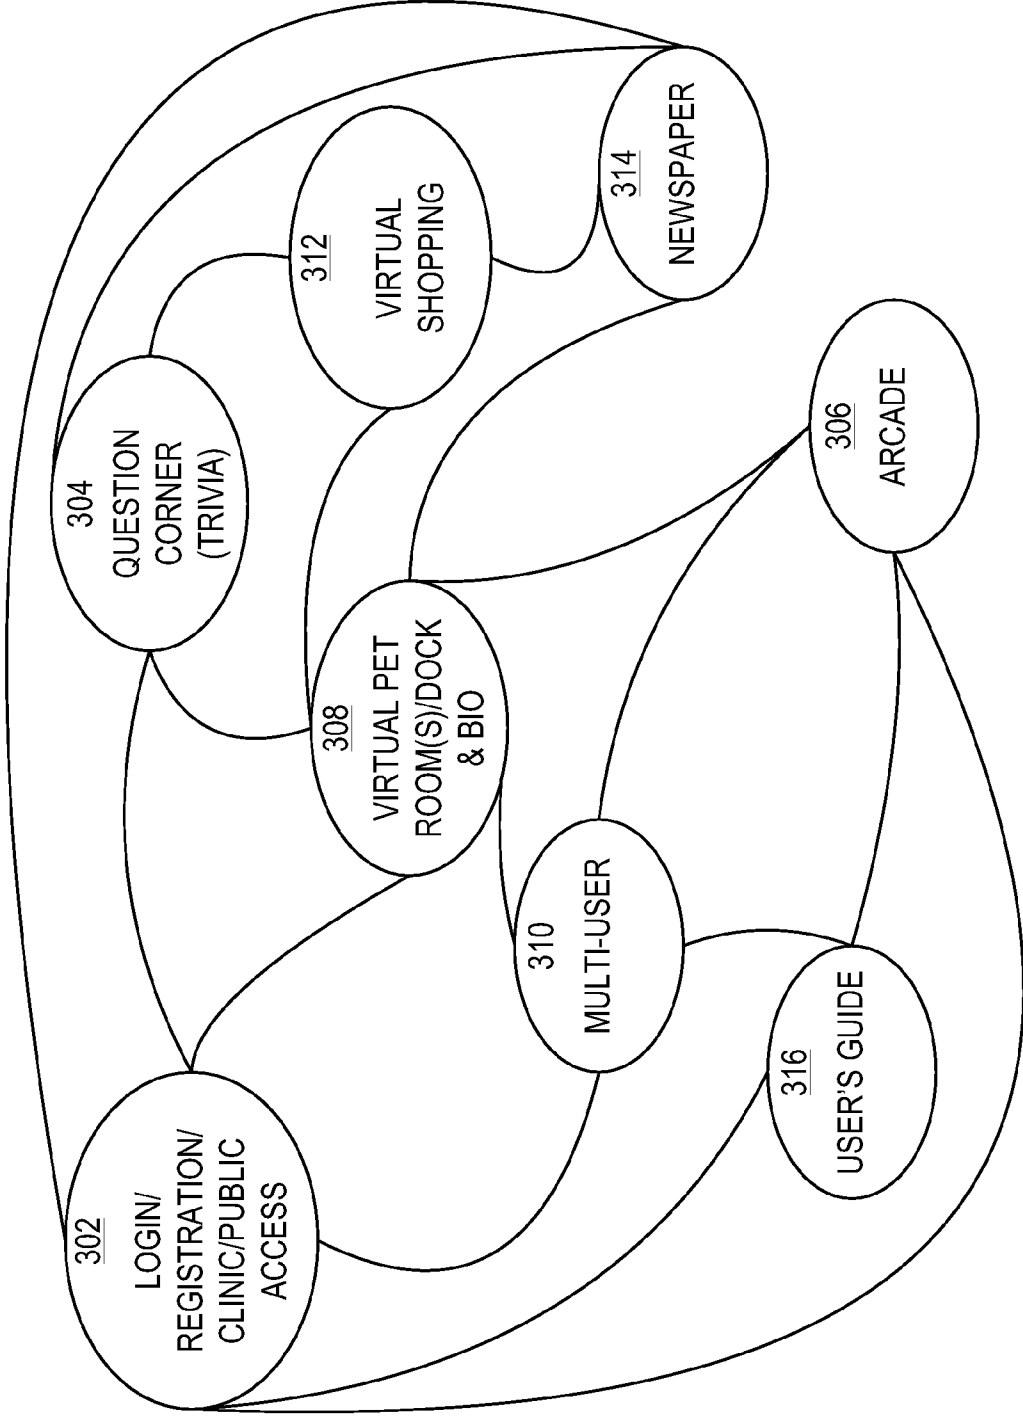 302
LOGIN/
REGISTRATION/
CLINIC/PUBLIC
ACCESS
304
QUESTION
CORNER
(TRIVIA)
312
VIRTUAL
SHOPPING
314
NEWSPAPER
308
VIRTUAL PET
ROOM(S)/DOCK
& BIO
310
MULTI-USER
306
ARCADE
316
USER'S GUIDE